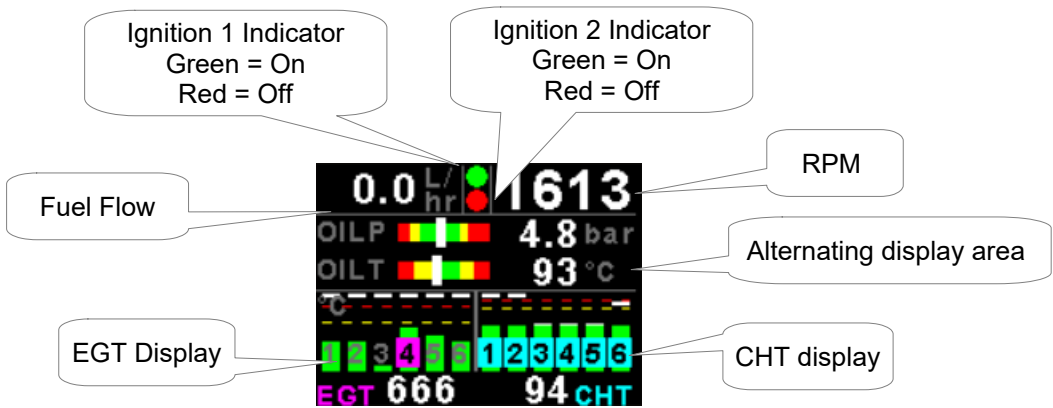 Ignition 1 Indicator
Green = On
Red = Off
Ignition 2 Indicator
Green = On
Red = Off
RPM
Fuel Flow
0.0 L/hr 1613
OILP 4.8 bar
OILT 93 °C
Alternating display area
°C
EGT Display
1 2 3 4 5 6 1 2 3 4 5 6
CHT display
EGT 666 94 CHT